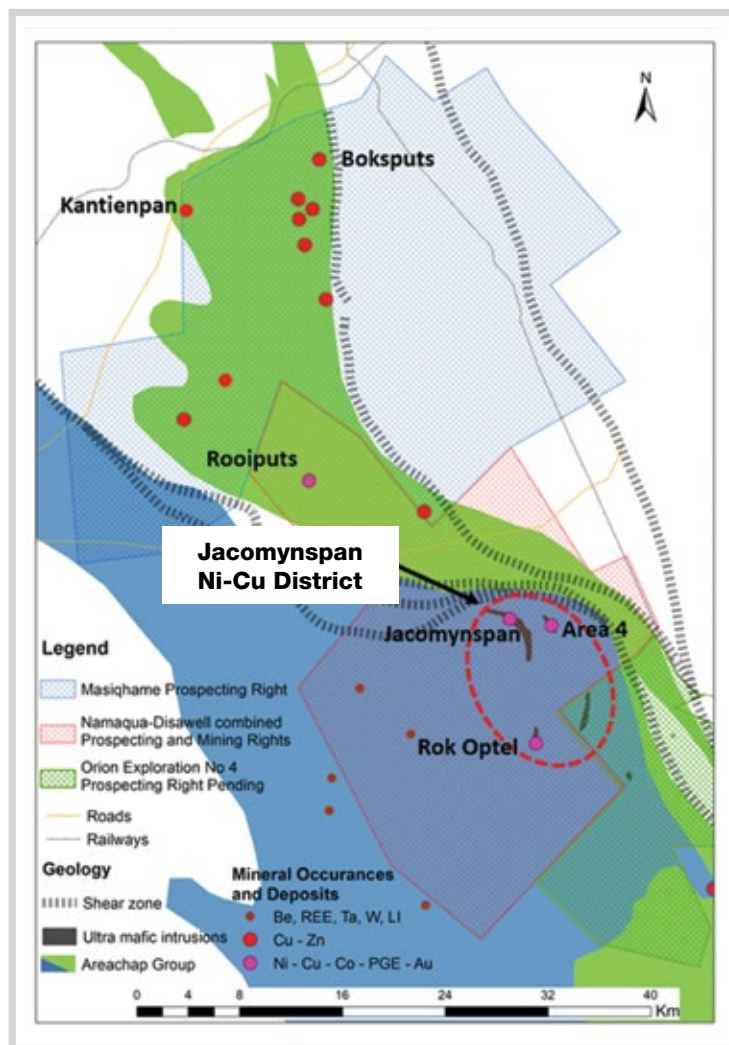 N
Boksputs
Kantienpan
Rooiputs
Jacomynspan
Ni-Cu District
Jacomynspan
Area 4
Rok Optel
Legend
Masiqhame Prospecting Right
Namaqua-Disawell combined
Prospecting and Mining Rights
Orion Exploration No 4
Prospecting Right Pending
Roads
Railways
Geology
Shear zone
Ultra mafic intrusions
Areachap Group
Mineral Occurances
and Deposits
Be, REE, Ta, W, LI
Cu - Zn
Ni - Cu - Co - PGE - Au
0 4 8 16 24 32 40
Km